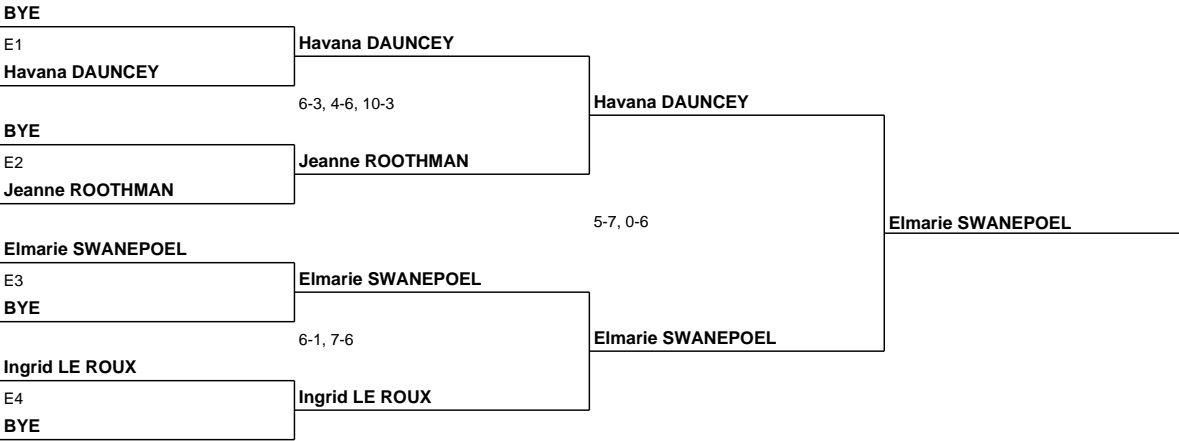 BYE
E1
Havana DAUNCEY
BYE
E2
Jeanne ROOTHMAN
Elmarie SWANEPOEL
E3
BYE
Ingrid LE ROUX
E4
BYE
Havana DAUNCEY
6-3, 4-6, 10-3
Jeanne ROOTHMAN
Elmarie SWANEPOEL
6-1, 7-6
Ingrid LE ROUX
Havana DAUNCEY
5-7, 0-6
Elmarie SWANEPOEL
Elmarie SWANEPOEL